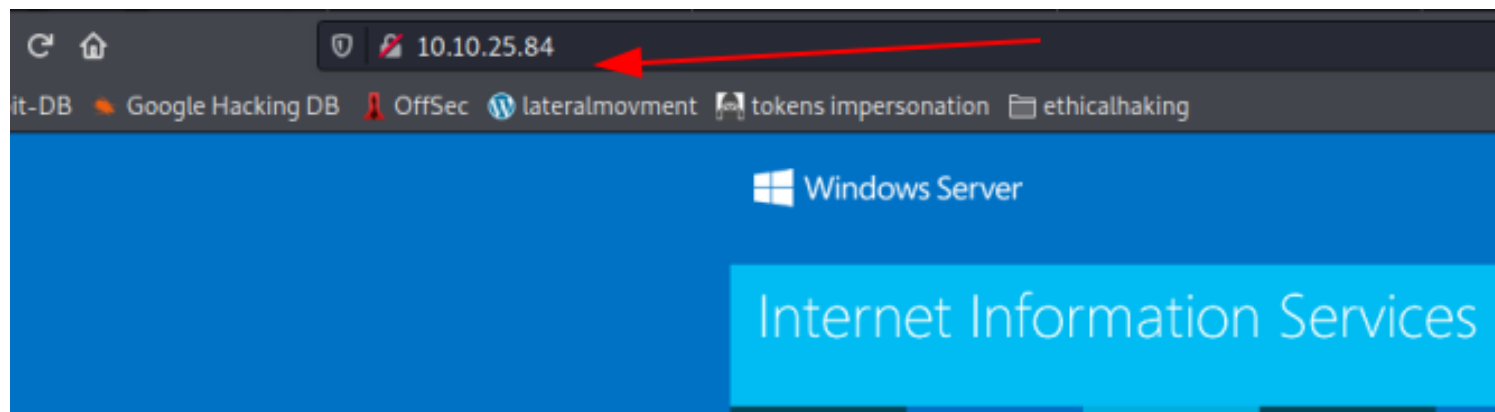 10.10.25.84
it-DB Google Hacking DB OffSec lateralmovment tokens impersonation ethicalhaking
Windows Server
Internet Information Services